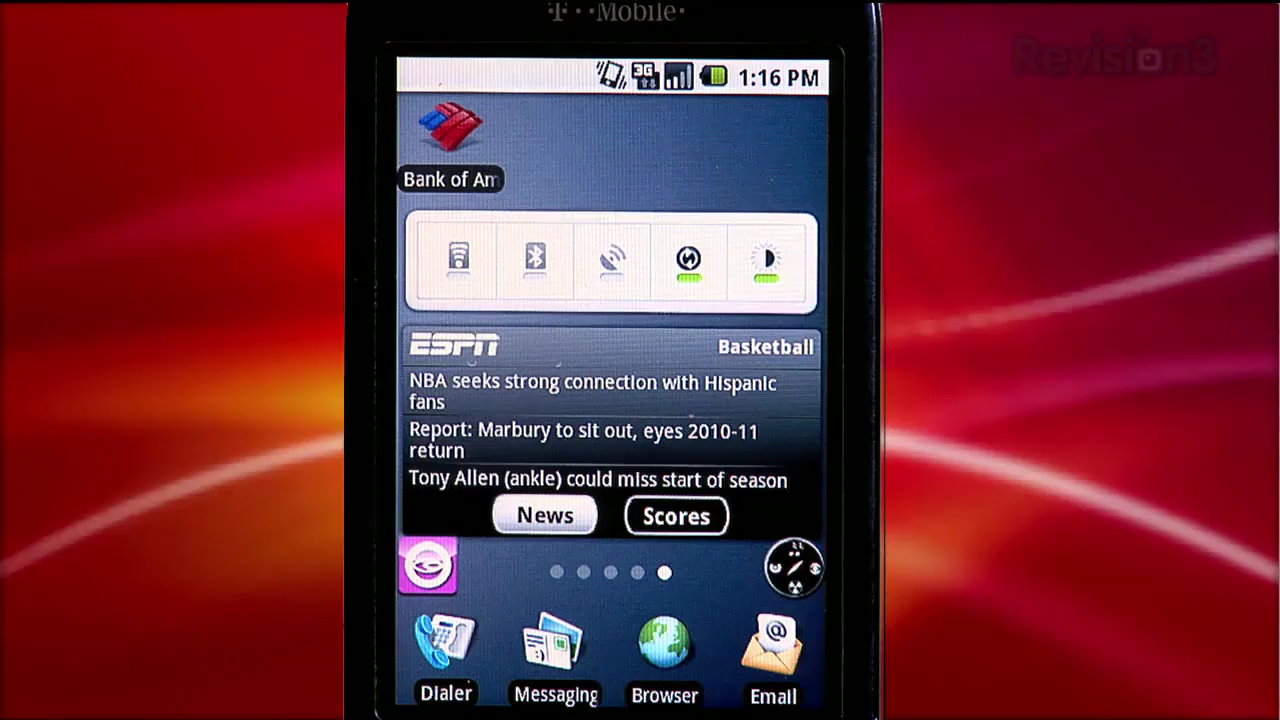 T··Mobile·
Revision3
3G
1:16 PM
Bank of Am
ESPN
Basketball
NBA seeks strong connection with Hispanic
fans
Report: Marbury to sit out, eyes 2010-11
return
Tony Allen (ankle) could miss start of season
News
Scores
Dialer
Messaging
Browser
@
Email